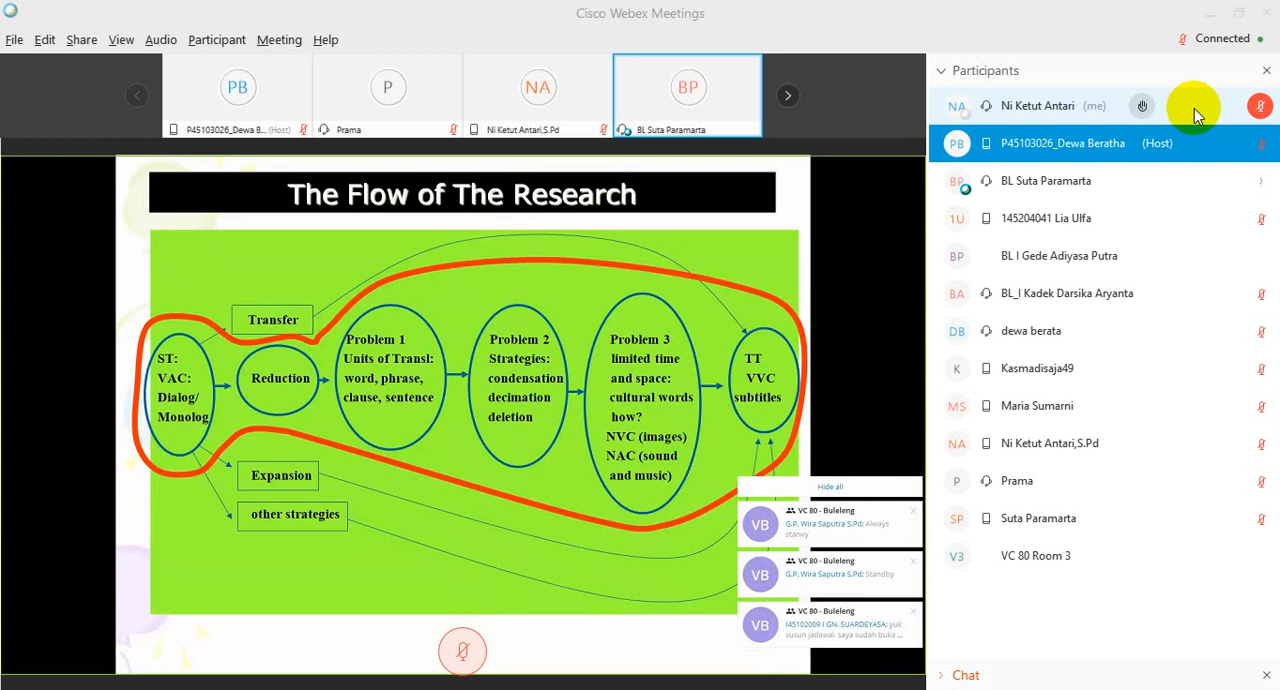 Cisco Webex Meetings
File Edit Share View Audio Participant Meeting Help
Connected
PB
P45103026_Dewa B... (Host)
P
Prama
NA
Ni Ketut Antari,S.Pd
BP
BL Suta Paramarta
Participants
NA Ni Ketut Antari (me)
PB P45103026_Dewa Beratha (Host)
BP BL Suta Paramarta
1U 145204041 Lia Ulfa
BP BL I Gede Adiyasa Putra
BA BL_I Kadek Darsika Aryanta
DB dewa berata
K Kasmadisaja49
MS Maria Sumarni
NA Ni Ketut Antari,S.Pd
P Prama
SP Suta Paramarta
V3 VC 80 Room 3
Chat
The Flow of The Research
Transfer
ST:
VAC:
Dialog/
Monolog
Reduction
Problem 1
Units of Transl:
word, phrase,
clause, sentence
Problem 2
Strategies:
condensation
decimation
deletion
Problem 3
limited time
and space:
cultural words
how?
NVC (images)
NAC (sound
and music)
TT
VVC
subtitles
Expansion
other strategies
Hide all
VB
VC 80 - Buleleng
G.P, Wira Saputra S.Pd: Always
stanvy
VB
VC 80 - Buleleng
G.P, Wira Saputra S.Pd: Standby
VB
VC 80 - Buleleng
I45102009 I GN. SUARDEYASA: yuk
susun jadawal. saya sudah buka ...